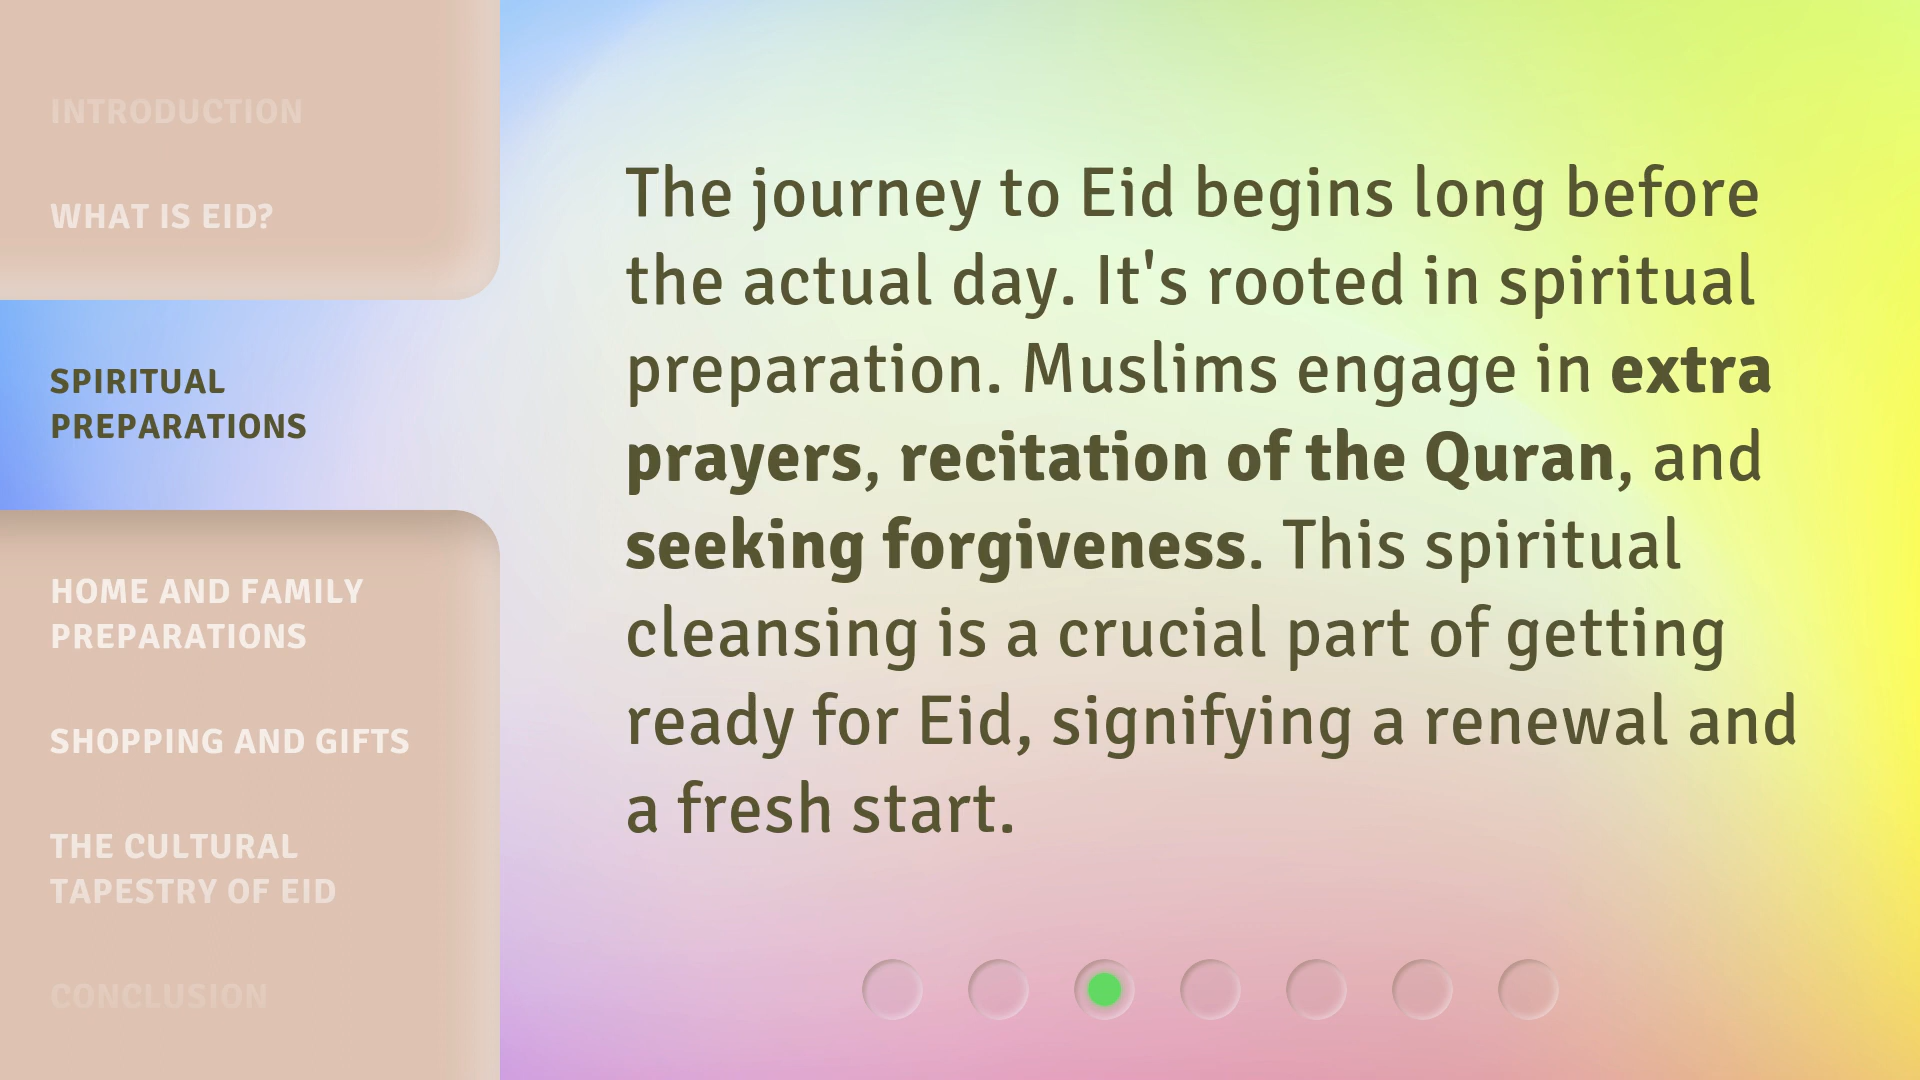 INTRODUCTION
WHAT IS EID?
SPIRITUAL
PREPARATIONS
HOME AND FAMILY
PREPARATIONS
SHOPPING AND GIFTS
THE CULTURAL
TAPESTRY OF EID
CONCLUSION
The journey to Eid begins long before
the actual day. It's rooted in spiritual
preparation. Muslims engage in extra
prayers, recitation of the Quran, and
seeking forgiveness. This spiritual
cleansing is a crucial part of getting
ready for Eid, signifying a renewal and
a fresh start.